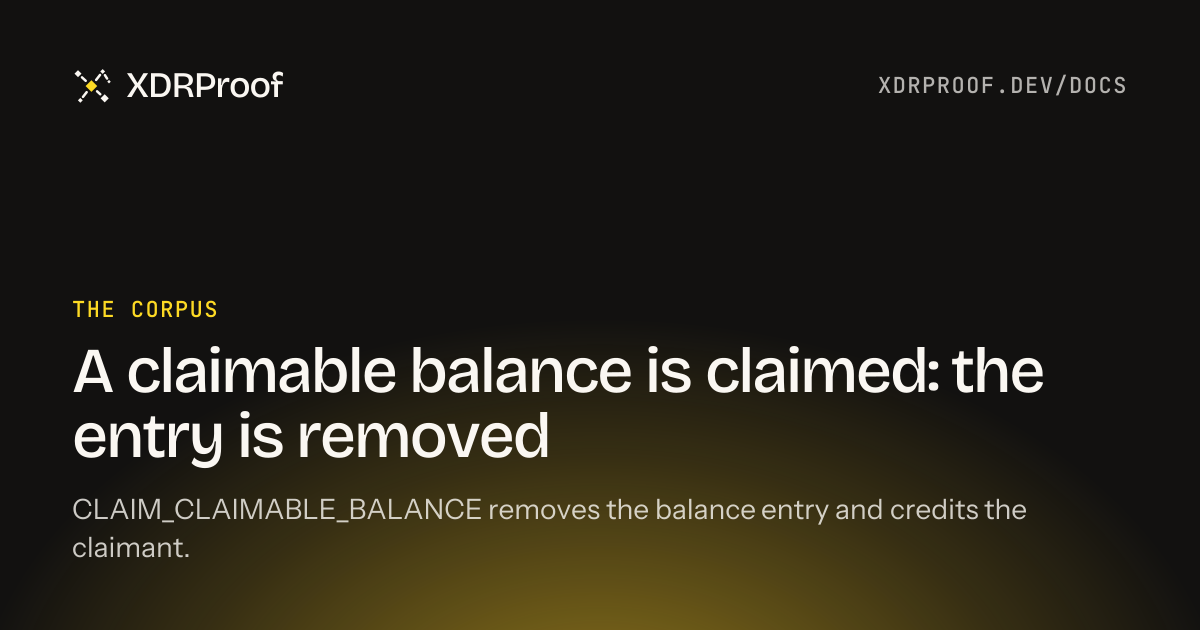 XDRProof
XDRPROOF.DEV/DOCS
THE CORPUS
A claimable balance is claimed: the
entry is removed
CLAIM_CLAIMABLE_BALANCE removes the balance entry and credits the
claimant.